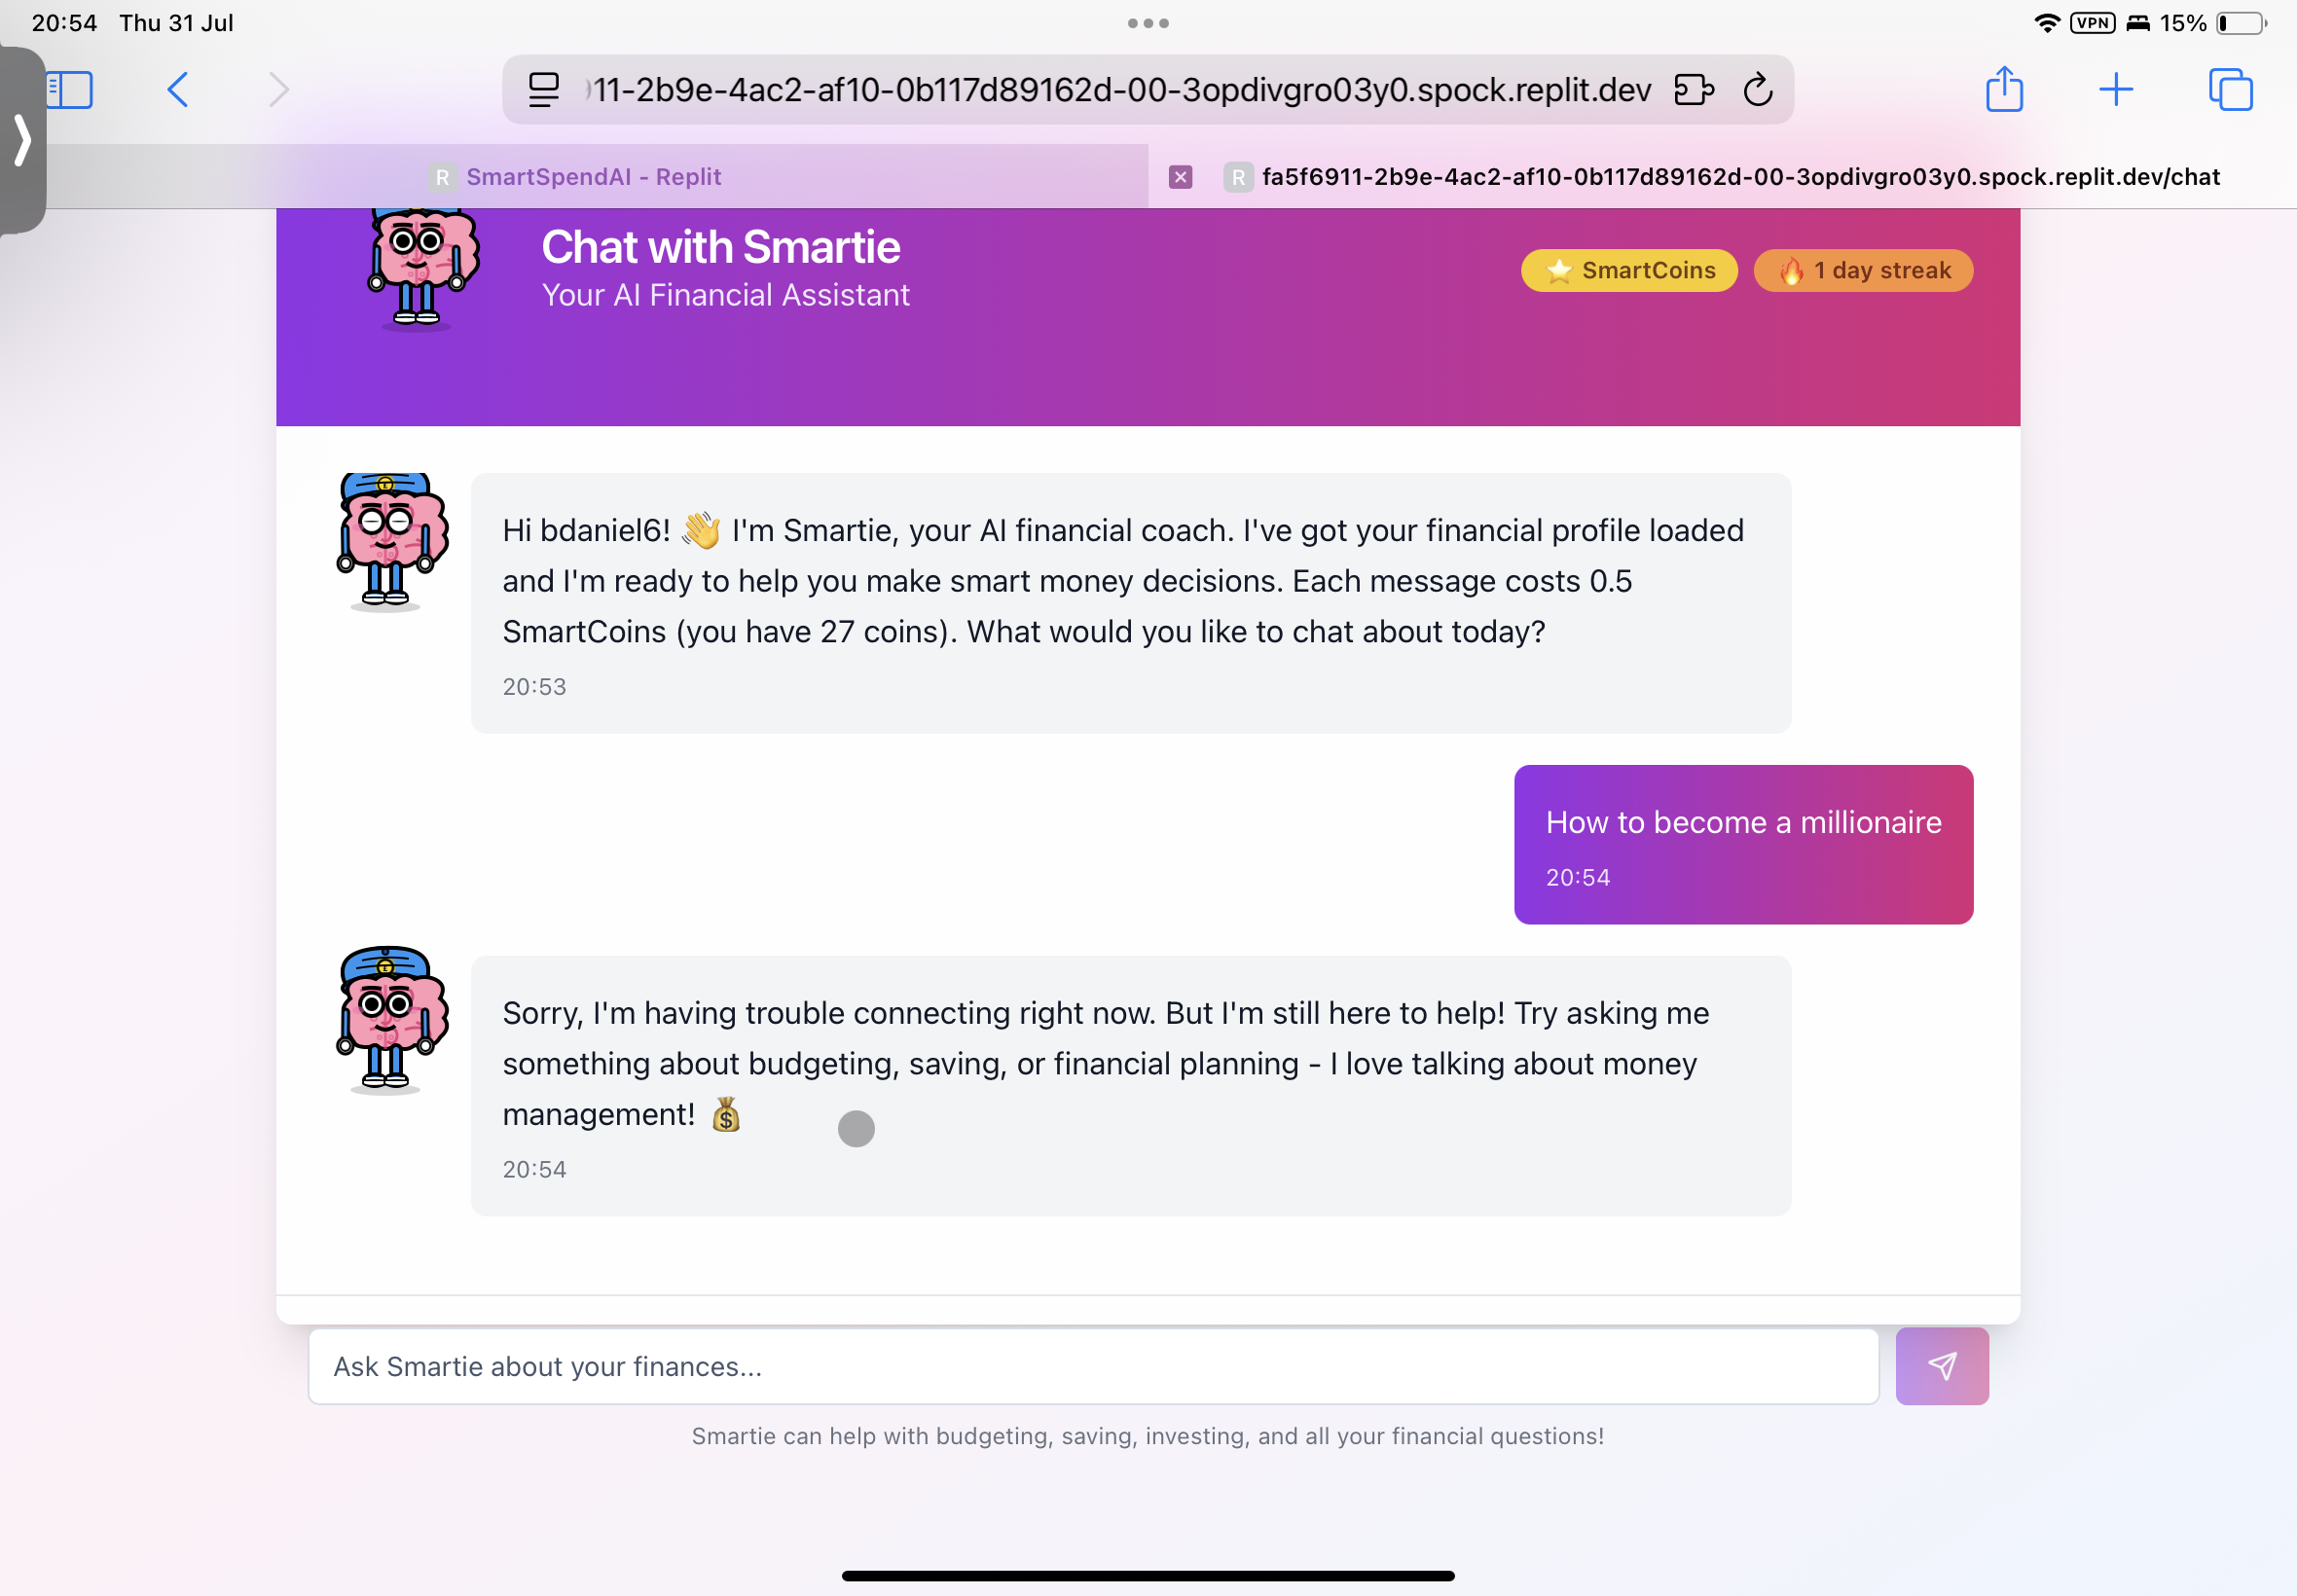 20:54 Thu 31 Jul
VPN 15%
11-2b9e-4ac2-af10-0b117d89162d-00-3opdivgro03y0.spock.replit.dev
R SmartSpendAI - Replit
R fa5f6911-2b9e-4ac2-af10-0b117d89162d-00-3opdivgro03y0.spock.replit.dev/chat
Chat with Smartie
Your AI Financial Assistant
⭐ SmartCoins
🔥 1 day streak
Hi bdaniel6! 👋 I'm Smartie, your AI financial coach. I've got your financial profile loaded
and I'm ready to help you make smart money decisions. Each message costs 0.5
SmartCoins (you have 27 coins). What would you like to chat about today?
20:53
How to become a millionaire
20:54
Sorry, I'm having trouble connecting right now. But I'm still here to help! Try asking me
something about budgeting, saving, or financial planning - I love talking about money
management! 💰
20:54
Ask Smartie about your finances...
Smartie can help with budgeting, saving, investing, and all your financial questions!